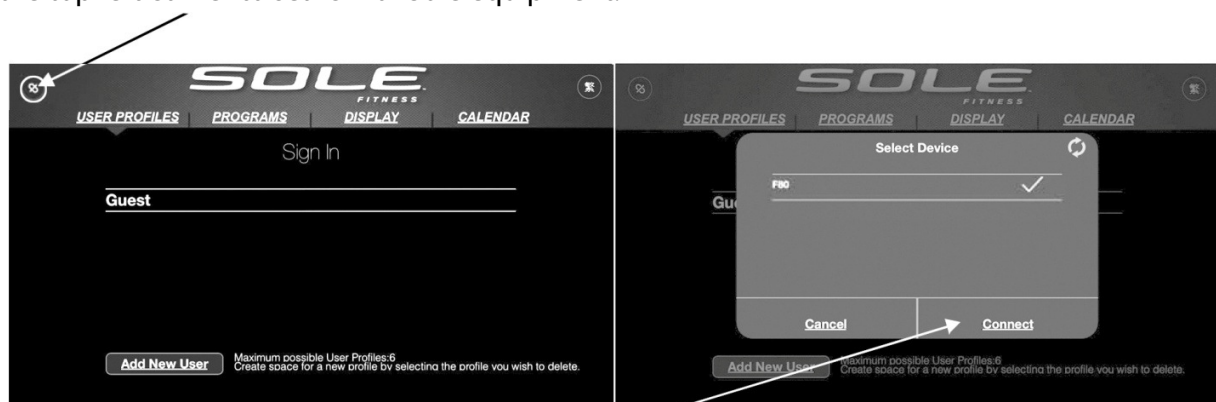 SOLE
FITNESS
USER PROFILES PROGRAMS DISPLAY CALENDAR
Sign In
Guest
Add New User
Maximum possible User Profiles:6
Create space for a new profile by selecting the profile you wish to delete.
SOLE
FITNESS
USER PROFILES PROGRAMS DISPLAY CALENDAR
Select Device
F80
Gue
Cancel Connect
Add New User
Maximum possible User Profiles:6
Create space for a new profile by selecting the profile you wish to delete.